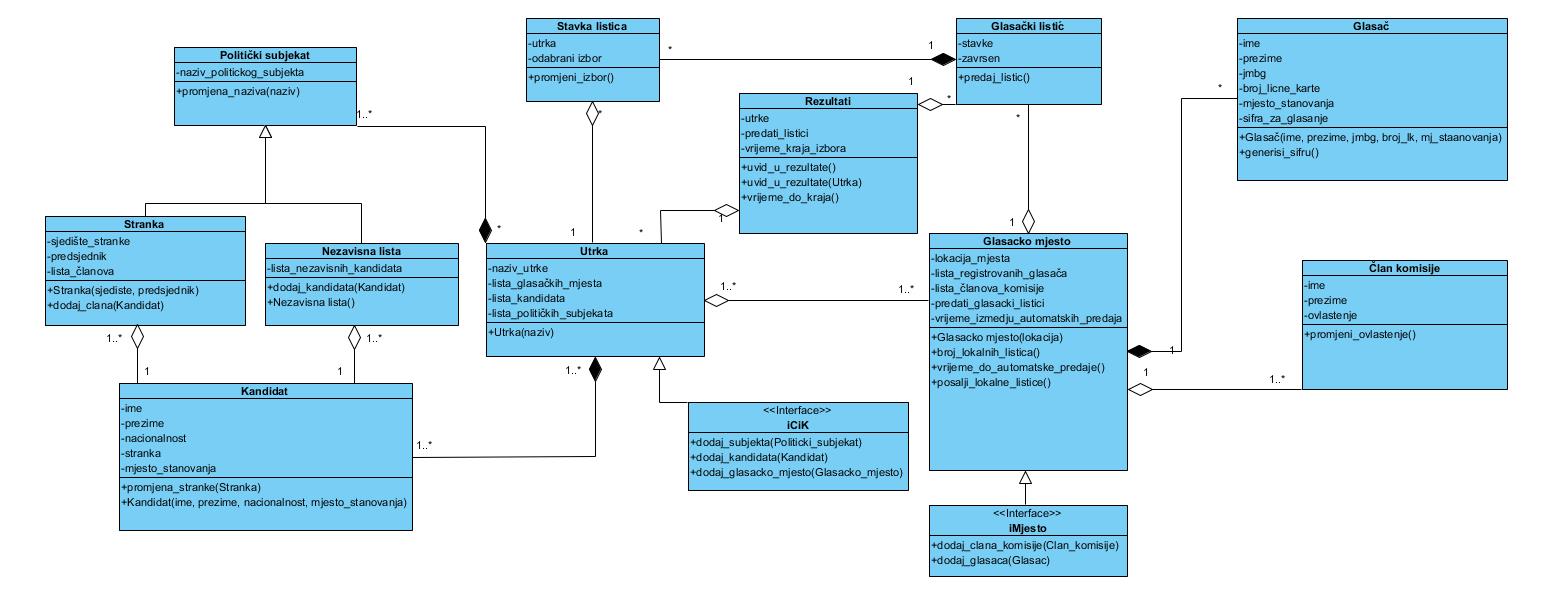 Politički subjekat
-naziv_politickog_subjekta
+promjena_naziva(naziv)
1..*
Stavka listica
-utrka
-odabrani izbor
+promjeni_izbor()
*
1
Glasački listić
-stavke
-zavrsen
+predaj_listic()
Glasač
-ime
-prezime
-jmbg
-broj_licne_karte
-mjesto_stanovanja
-sifra_za_glasanje
+Glasač(ime, prezime, jmbg, broj_lk, mj_staanovanja)
+generisi_sifru()
*
Rezultati
-utrke
-predati_listici
-vrijeme_kraja_izbora
+uvid_u_rezultate()
+uvid_u_rezultate(Utrka)
+vrijeme_do_kraja()
1
*
*
1
*
1
1
*
*
Stranka
-sjedište_stranke
-predsjednik
-lista_članova
+Stranka(sjediste, predsjednik)
+dodaj_clana(Kandidat)
1..*
1
Nezavisna lista
-lista_nezavisnih_kandidata
+dodaj_kandidata(Kandidat)
+Nezavisna lista()
1..*
1
Utrka
-naziv_utrke
-lista_glasačkih_mjesta
-lista_kandidata
-lista_političkih_subjekata
+Utrka(naziv)
1..*
1..*
1..*
1..*
Glasacko mjesto
-lokacija_mjesta
-lista_registrovanih_glasača
-lista_članova_komisije
-predati_glasacki_listici
-vrijeme_izmedju_automatskih_predaja
+Glasacko mjesto(lokacija)
+broj_lokalnih_listica()
+vrijeme_do_automatske_predaje()
+posalji_lokalne_listice()
1
1
1..*
Član komisije
-ime
-prezime
-ovlastenje
+promjeni_ovlastenje()
Kandidat
-ime
-prezime
-nacionalnost
-stranka
-mjesto_stanovanja
+promjena_stranke(Stranka)
+Kandidat(ime, prezime, nacionalnost, mjesto_stanovanja)
<<Interface>>
iCiK
+dodaj_subjekta(Politicki_subjekat)
+dodaj_kandidata(Kandidat)
+dodaj_glasacko_mjesto(Glasacko_mjesto)
<<Interface>>
iMjesto
+dodaj_clana_komisije(Clan_komisije)
+dodaj_glasaca(Glasac)